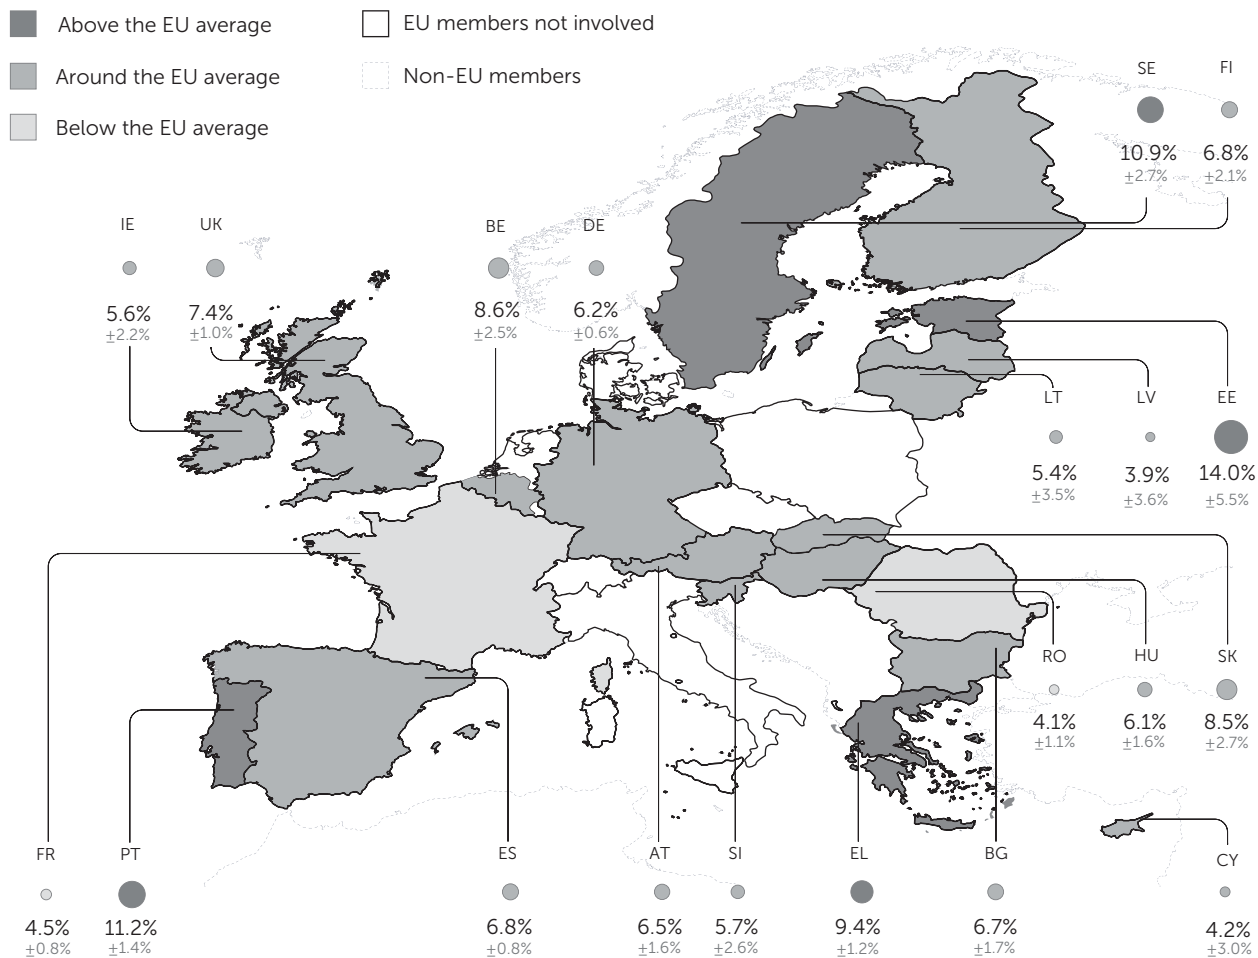 Above the EU average
EU members not involved
Around the EU average
Non-EU members
Below the EU average
SE
FI
10.9%
6.8%
±2.7%
±2.1%
IE
UK
BE
DE
5.6%
7.4%
8.6%
6.2%
±2.2%
±1.0%
±2.5%
±0.6%
LT
LV
EE
5.4%
3.9%
14.0%
±3.5%
±3.6%
±5.5%
RO
HU
SK
4.1%
6.1%
8.5%
±1.1%
±1.6%
±2.7%
FR
PT
ES
AT
SI
EL
BG
CY
4.5%
11.2%
6.8%
6.5%
5.7%
9.4%
6.7%
4.2%
±0.8%
±1.4%
±0.8%
±1.6%
±2.6%
±1.2%
±1.7%
±3.0%